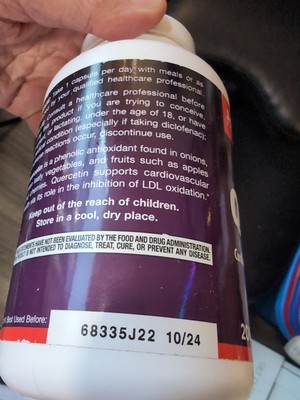 Take 1 capsule per day with meals or as
by your qualified healthcare professional.
Consult a healthcare professional before
product if you are trying to conceive,
or lactating, under the age of 18, or have
condition (especially if taking diclofenac);
reactions occur, discontinue use.
is a phenolic antioxidant found in onions,
vegetables, and fruits such as apples
Quercetin supports cardiovascular
its role in the inhibition of LDL oxidation.*
Keep out of the reach of children.
Store in a cool, dry place.
HAVE NOT BEEN EVALUATED BY THE FOOD AND DRUG ADMINISTRATION.
IS NOT INTENDED TO DIAGNOSE, TREAT, CURE, OR PREVENT ANY DISEASE.
Best Used Before:
68335J22 10/24